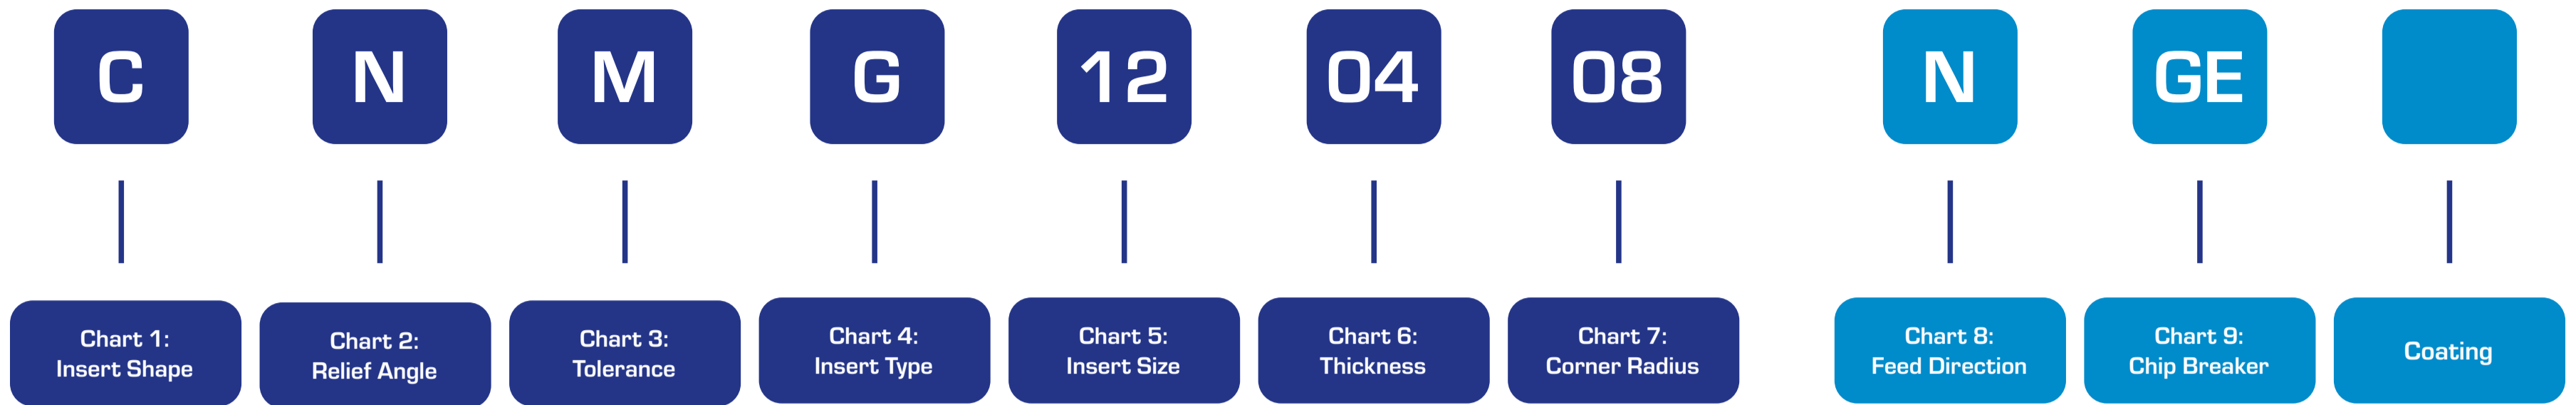 C N M G 12 04 08 N GE
Chart 1:
Insert Shape
Chart 2:
Relief Angle
Chart 3:
Tolerance
Chart 4:
Insert Type
Chart 5:
Insert Size
Chart 6:
Thickness
Chart 7:
Corner Radius
Chart 8:
Feed Direction
Chart 9:
Chip Breaker
Coating